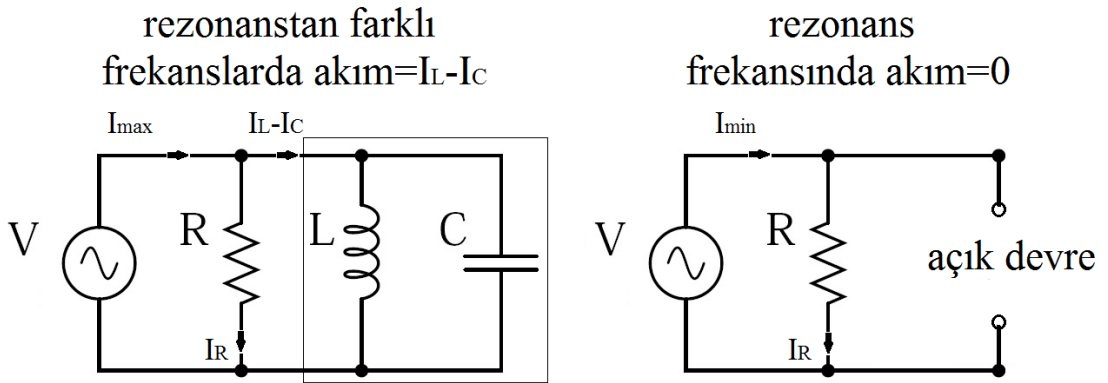 rezonanstan farklı
frekanslarda akım=IL-IC
Imax
IL-IC
V
R
L
C
IR
rezonans
frekansında akım=0
Imin
V
R
açık devre
IR